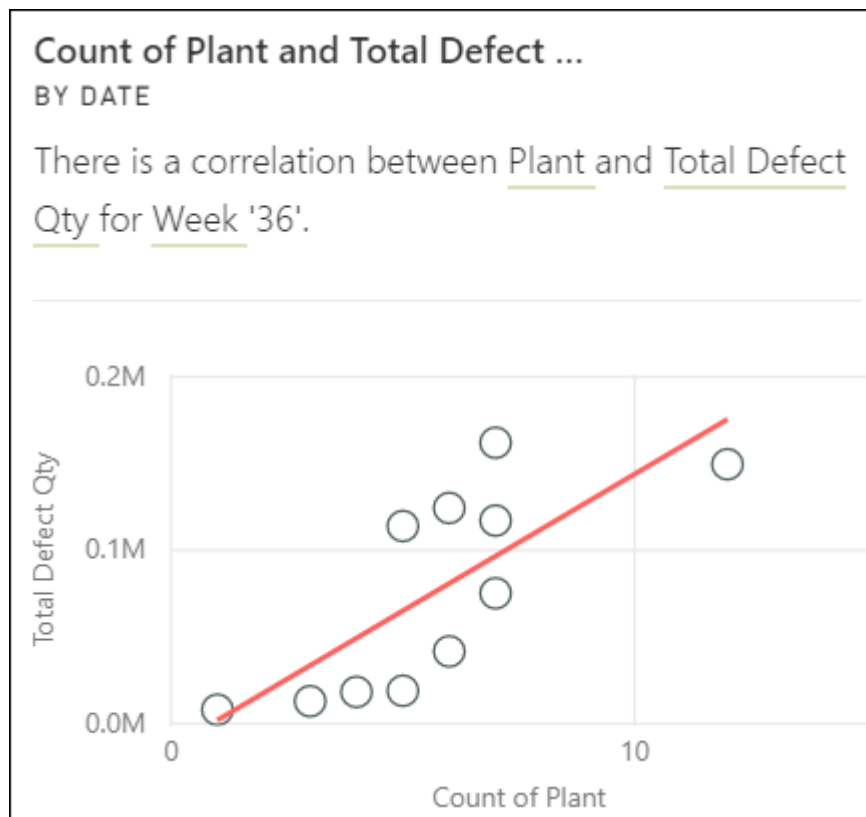 Count of Plant and Total Defect ...
BY DATE
There is a correlation between Plant and Total Defect
Qty for Week '36'.
0.2M
0.1M
0.0M
Total Defect Qty
0
10
Count of Plant